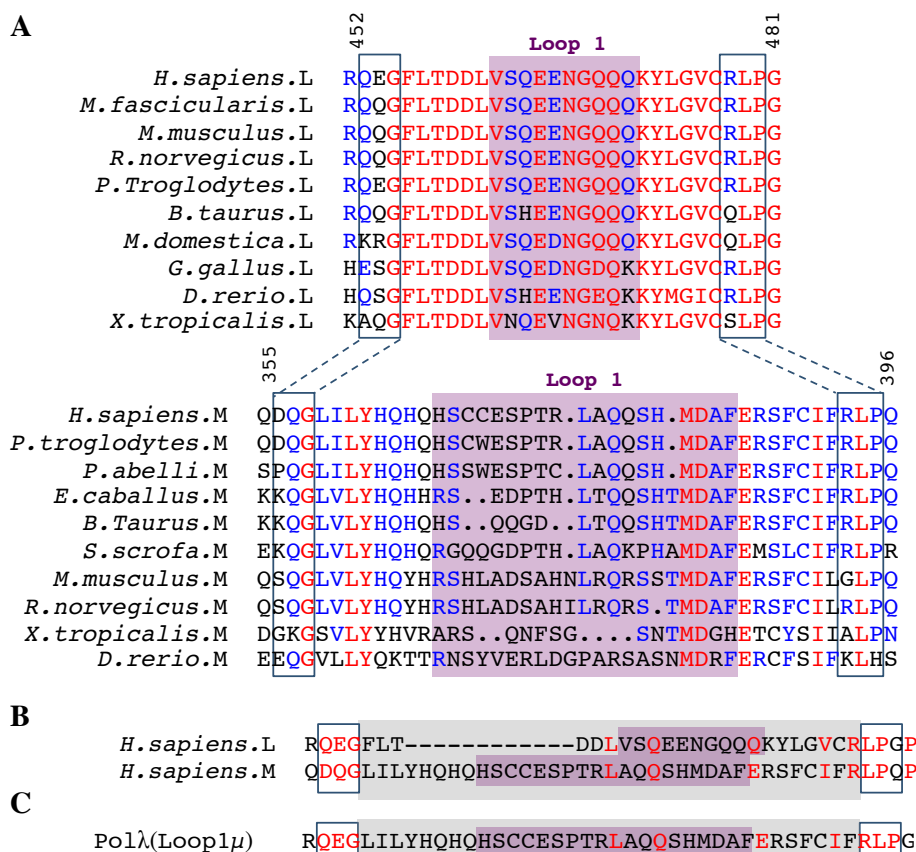 A
452
481
Loop 1
H.sapiens.L RQEGFLTDDLVSQEENGQQQKYLGVCRLPG
M.fascicularis.L RQQGFLTDDLVSQEENGQQQKYLGVCRLPG
M.musculus.L RQQGFLTDDLVSQEENGQQQKYLGVCRLPG
R.norvegicus.L RQQGFLTDDLVSQEENGQQQKYLGVCRLPG
P.Troglodytes.L RQEGFLTDDLVSQEENGQQQKYLGVCRLPG
B.taurus.L RQQGFLTDDLVSHEENGQQQKYLGVCQLPG
M.domestica.L RKRGFLTDDLVSQEDNGQQQKYLGVCQLPG
G.gallus.L HESGFLTDDLVSQEDNGDQKKYLGVCRLPG
D.rerio.L HQSGFLTDDLVSHEENGEQKKYMGICRLPG
X.tropicalis.L KAQGFLTDDLVNQEVNGNQKKYLGVCSLPG
355
396
Loop 1
H.sapiens.M QDQGLILYHQHQHSCCESPTR.LAQQSH.MDAFERSFCIFRLPQ
P.troglodytes.M QDQGLILYHQHQHSCWESPTR.LAQQSH.MDAFERSFCIFRLPQ
P.abelli.M SPQGLILYHQHQHSSWESPTC.LAQQSH.MDAFERSFCIFRLPQ
E.caballus.M KKQGLVLYHQHHRS..EDPTH.LTQQSHTMDAFERSFCIFRLPQ
B.Taurus.M KKQGLVLYHQHQHS..QQGD..LTQQSHTMDAFERSFCIFRLPQ
S.scrofa.M EKQGLVLYHQHQRGQQGDPTH.LAQKPHAMDAFEMSLCIFRLPR
M.musculus.M QSQGLVLYHQYHRSHLADSAHNLRQRSSTMDAFERSFCILGLPQ
R.norvegicus.M QSQGLVLYHQYHRSHLADSAHILRQRS.TMDAFERSFCILRLPQ
X.tropicalis.M DGKGSVLYYHVRARS..QNFSG....SNTMDGHETCYSIIALPN
D.rerio.M EEQGVLLYQKTTRNSYVERLDGPARSASNMDRFERCFSIFKLHS
B
H.sapiens.L RQEGFLT------------DDLVSQEENGQQQKYLGVCRLPGP
H.sapiens.M QDQGLILYHQHQHSCCESPTRLAQQSHMDAFERSFCIFRLPQP
C
Polλ(Loop1μ) RQEGLILYHQHQHSCCESPTRLAQQSHMDAFERSFCIFRLPG